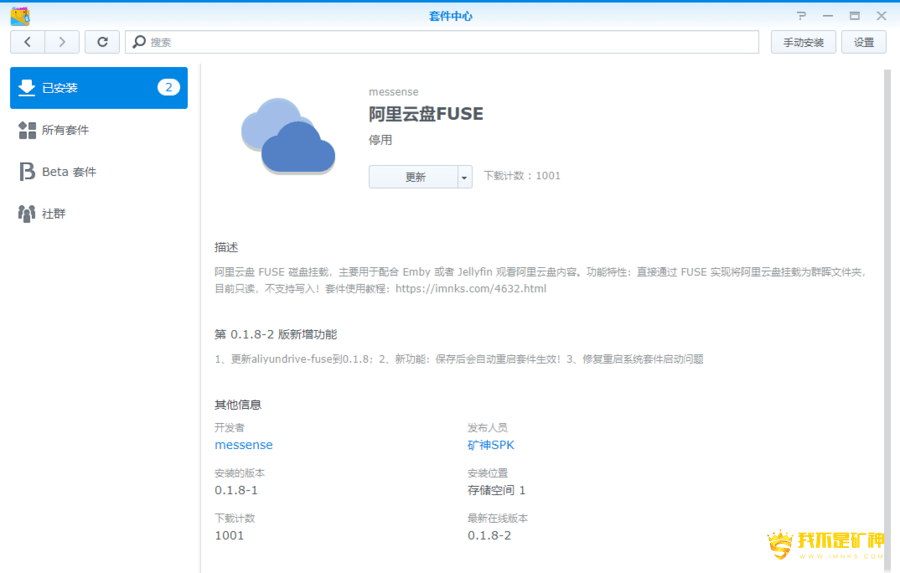 套件中心
搜索
手动安装
设置
已安装
2
所有套件
Beta 套件
社群
messense
阿里云盘FUSE
停用
更新
下载计数：1001
描述
阿里云盘 FUSE 磁盘挂载，主要用于配合 Emby 或者 Jellyfin 观看阿里云盘内容。功能特性：直接通过 FUSE 实现将阿里云盘挂载为群晖文件夹，
目前只读，不支持写入！套件使用教程：https://imnks.com/4632.html
第 0.1.8-2 版新增功能
1、更新aliyundrive-fuse到0.1.8；2、新功能：保存后会自动重启套件生效！3、修复重启系统套件启动问题
其他信息
开发者
messense
发布人员
矿神SPK
安装的版本
0.1.8-1
安装位置
存储空间 1
下载计数
1001
最新在线版本
0.1.8-2
我不是矿神
WWW.IMNKS.COM